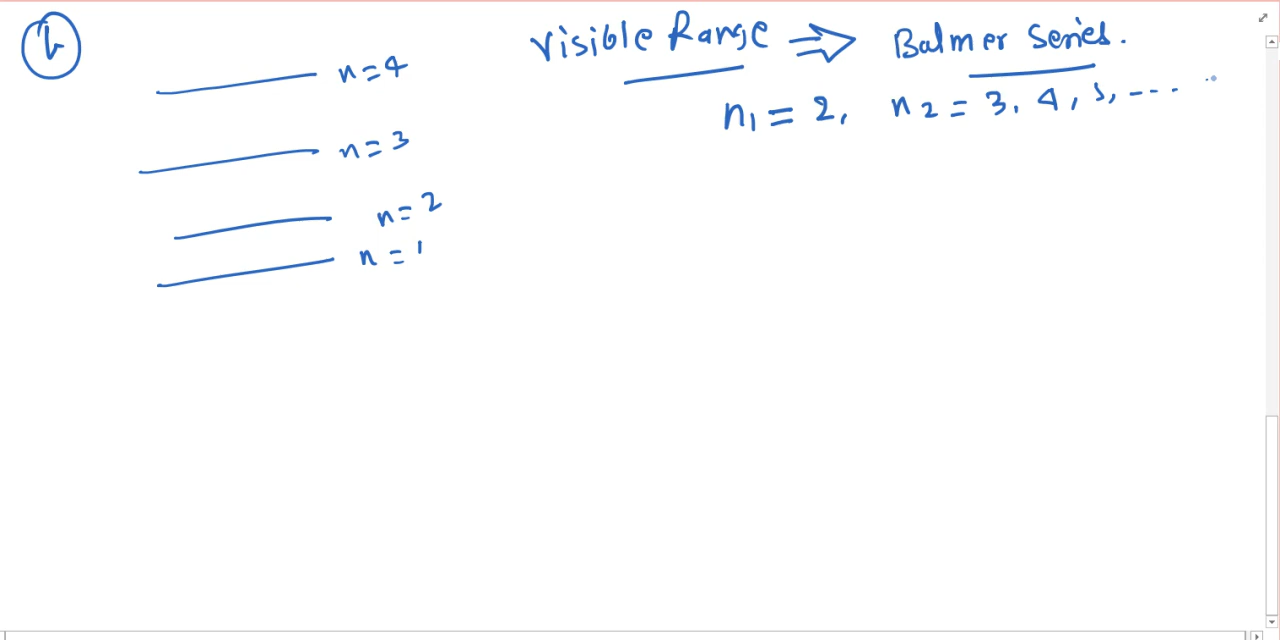 b
Visible Range ⇒ Balmer Series.
n=4
n₁ = 2, n₂ = 3, 4, 5, ----
n=3
n=2
n=1